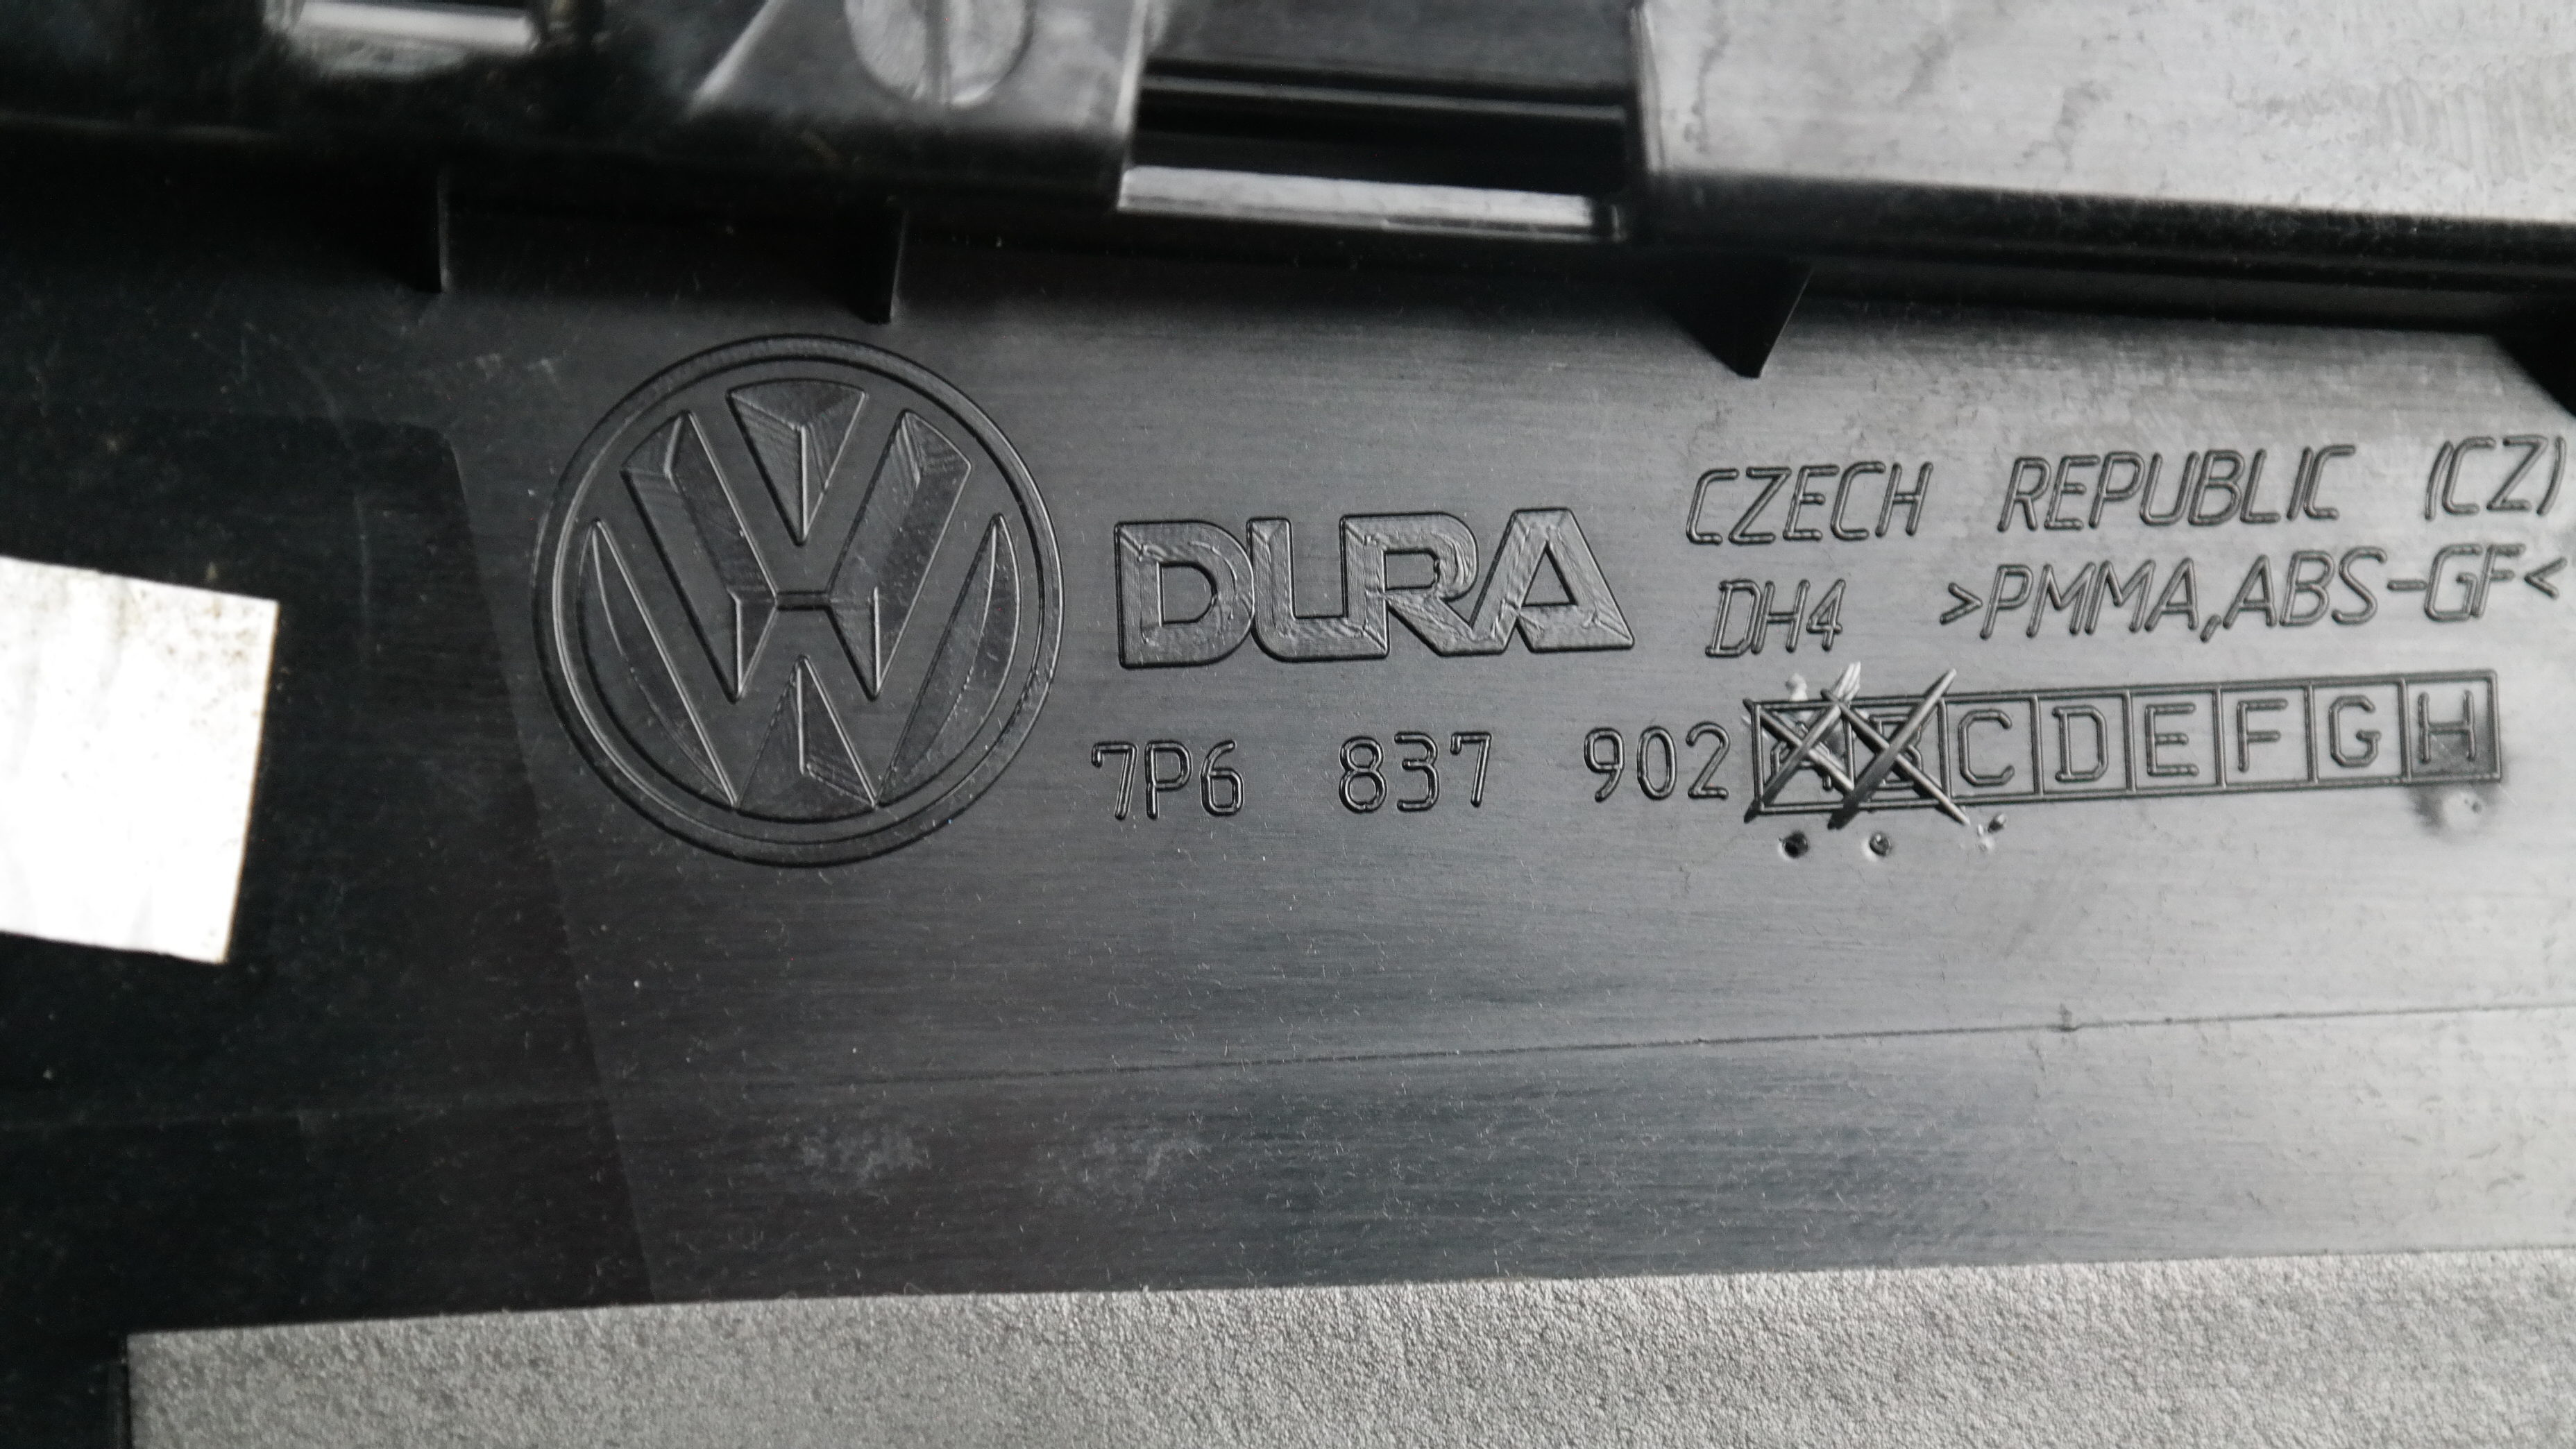 VW
DURA
CZECH REPUBLIC (CZ)
DH4 >PMMA,ABS-GF<
7P6 837 902 A B C D E F G H